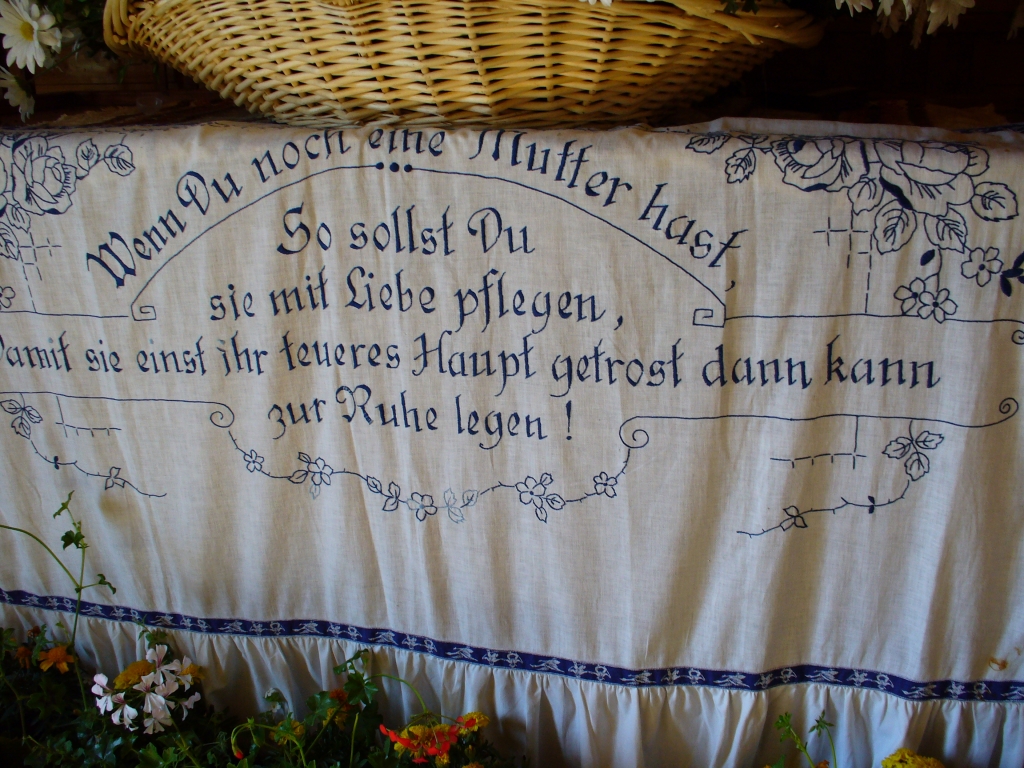 Wenn Du noch eine Mutter hast,
So sollst Du
sie mit Liebe pflegen,
Damit sie einst ihr teueres Haupt getrost dann kann
zur Ruhe legen !